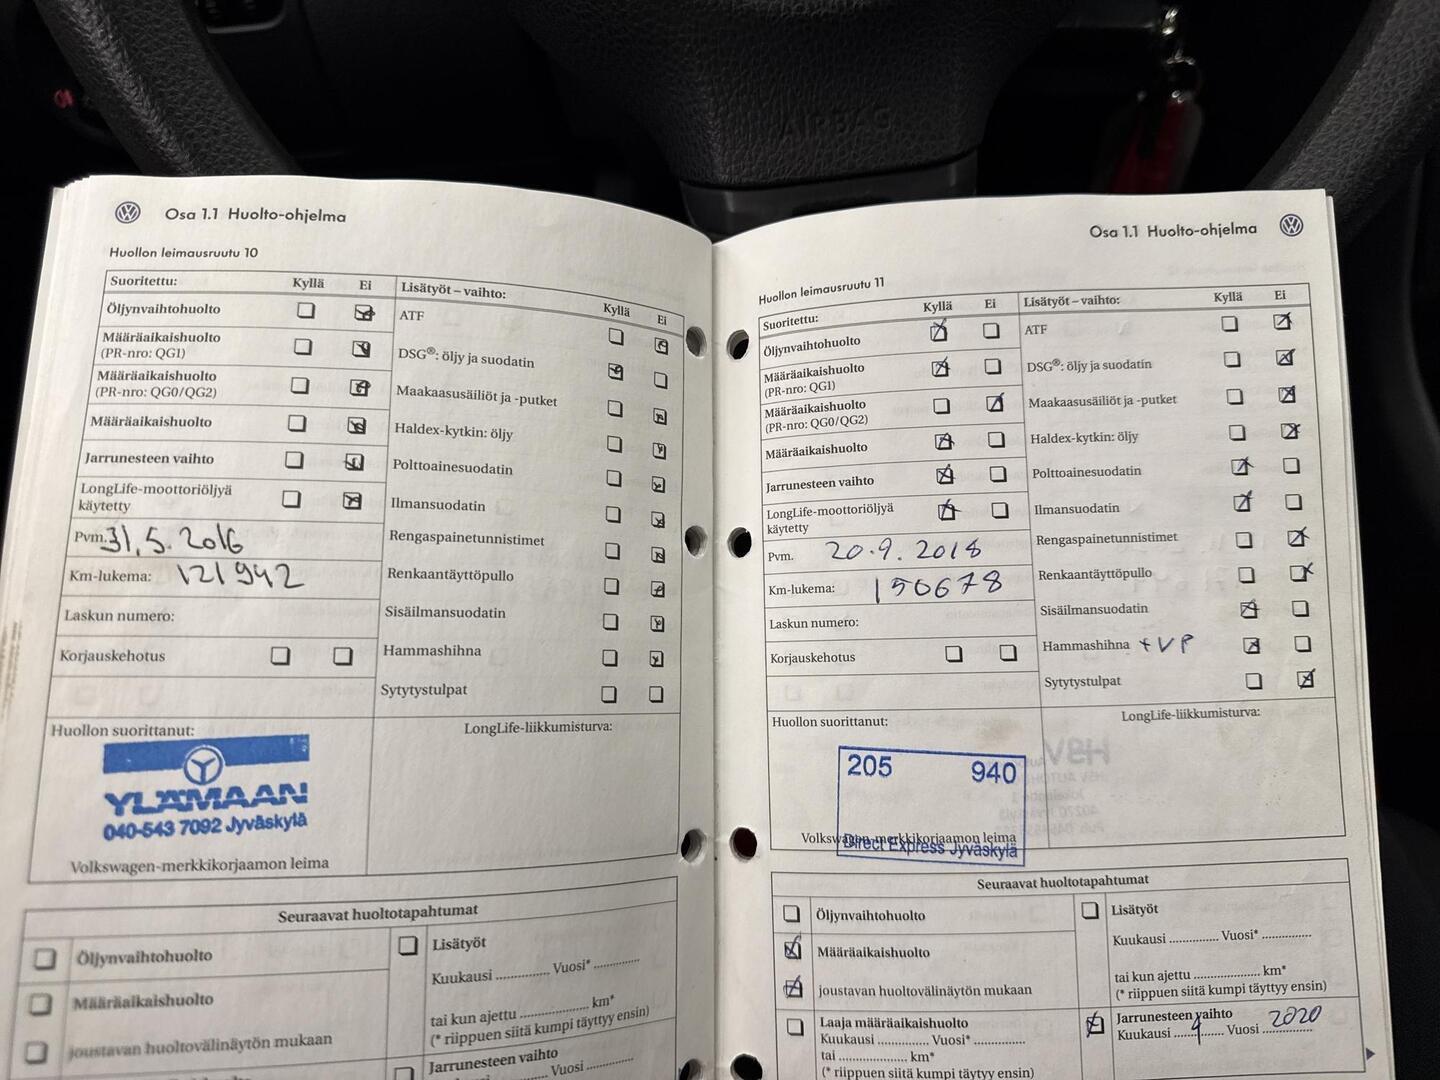 AIRBAG
Osa 1.1 Huolto-ohjelma
Huollon leimausruutu 10
Suoritettu: Kyllä Ei
Öljynvaihtohuolto
Määräaikaishuolto
(PR-nro: QG1)
Määräaikaishuolto
(PR-nro: QG0/QG2)
Määräaikaishuolto
Jarrunesteen vaihto
LongLife-moottoriöljyä
käytetty
Pvm. 31.5.2016
Km-lukema: 121942
Laskun numero:
Korjauskehotus
Lisätyöt – vaihto: Kyllä Ei
ATF
DSG®: öljy ja suodatin
Maakaasusäiliöt ja -putket
Haldex-kytkin: öljy
Polttoainesuodatin
Ilmansuodatin
Rengaspainetunnistimet
Renkaantäyttöpullo
Sisäilmansuodatin
Hammashihna
Sytytystulpat
Huollon suorittanut:
YLÄMAAN
040-543 7092 Jyväskylä
Volkswagen-merkkikorjaamon leima
LongLife-liikkumisturva:
Seuraavat huoltotapahtumat
Öljynvaihtohuolto
Määräaikaishuolto
joustavan huoltovälinäytön mukaan
Lisätyöt
Kuukausi .............. Vuosi* ..............
tai kun ajettu ..................... km*
(* riippuen siitä kumpi täyttyy ensin)
Jarrunesteen vaihto
Vuosi
Osa 1.1 Huolto-ohjelma
Huollon leimausruutu 11
Suoritettu: Kyllä Ei
Öljynvaihtohuolto
Määräaikaishuolto
(PR-nro: QG1)
Määräaikaishuolto
(PR-nro: QG0/QG2)
Määräaikaishuolto
Jarrunesteen vaihto
LongLife-moottoriöljyä
käytetty
Pvm. 20.9.2018
Km-lukema: 150678
Laskun numero:
Korjauskehotus
Lisätyöt – vaihto: Kyllä Ei
ATF
DSG®: öljy ja suodatin
Maakaasusäiliöt ja -putket
Haldex-kytkin: öljy
Polttoainesuodatin
Ilmansuodatin
Rengaspainetunnistimet
Renkaantäyttöpullo
Sisäilmansuodatin
Hammashihna + VP
Sytytystulpat
Huollon suorittanut:
205 940
Volkswagen-merkkikorjaamon leima
Direct Express Jyväskylä
LongLife-liikkumisturva:
Seuraavat huoltotapahtumat
Öljynvaihtohuolto
Määräaikaishuolto
joustavan huoltovälinäytön mukaan
Laaja määräaikaishuolto
Kuukausi .............. Vuosi* ..............
tai ..................... km*
(* riippuen siitä kumpi täyttyy ensin)
Lisätyöt
Kuukausi .............. Vuosi* ..............
tai kun ajettu ..................... km*
(* riippuen siitä kumpi täyttyy ensin)
Jarrunesteen vaihto
Kuukausi ....4.... Vuosi 2020